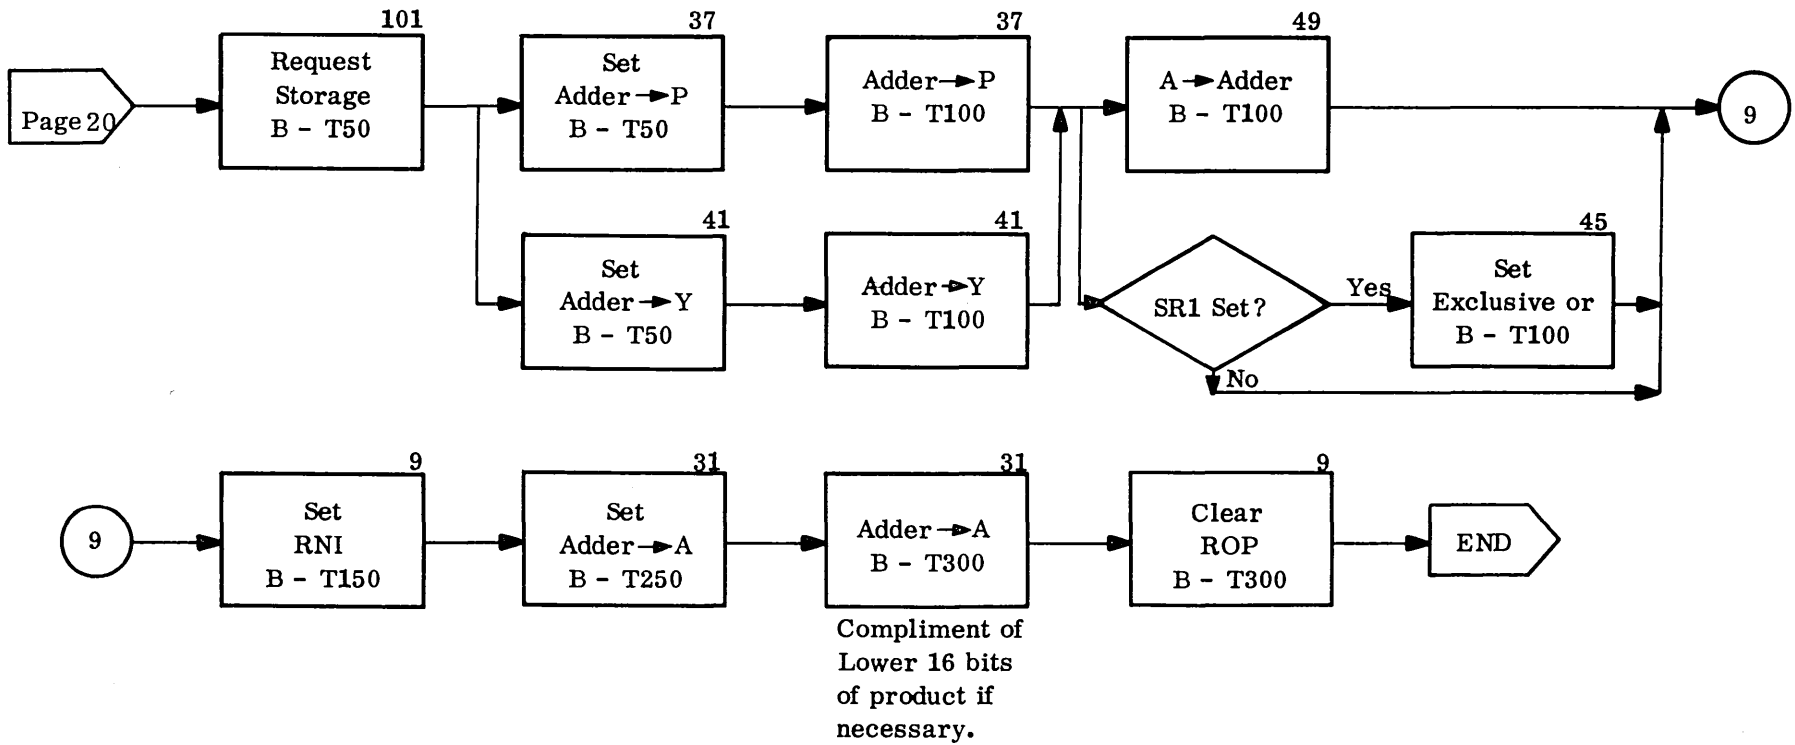 101
37
37
49
Page 20
Request
Storage
B - T50
Set
Adder → P
B - T50
Adder → P
B - T100
A → Adder
B - T100
9
41
41
45
Set
Adder → Y
B - T50
Adder → Y
B - T100
SR1 Set?
Yes
Set
Exclusive or
B - T100
No
9
31
31
9
9
Set
RNI
B - T150
Set
Adder → A
B - T250
Adder → A
B - T300
Clear
ROP
B - T300
END
Compliment of
Lower 16 bits
of product if
necessary.